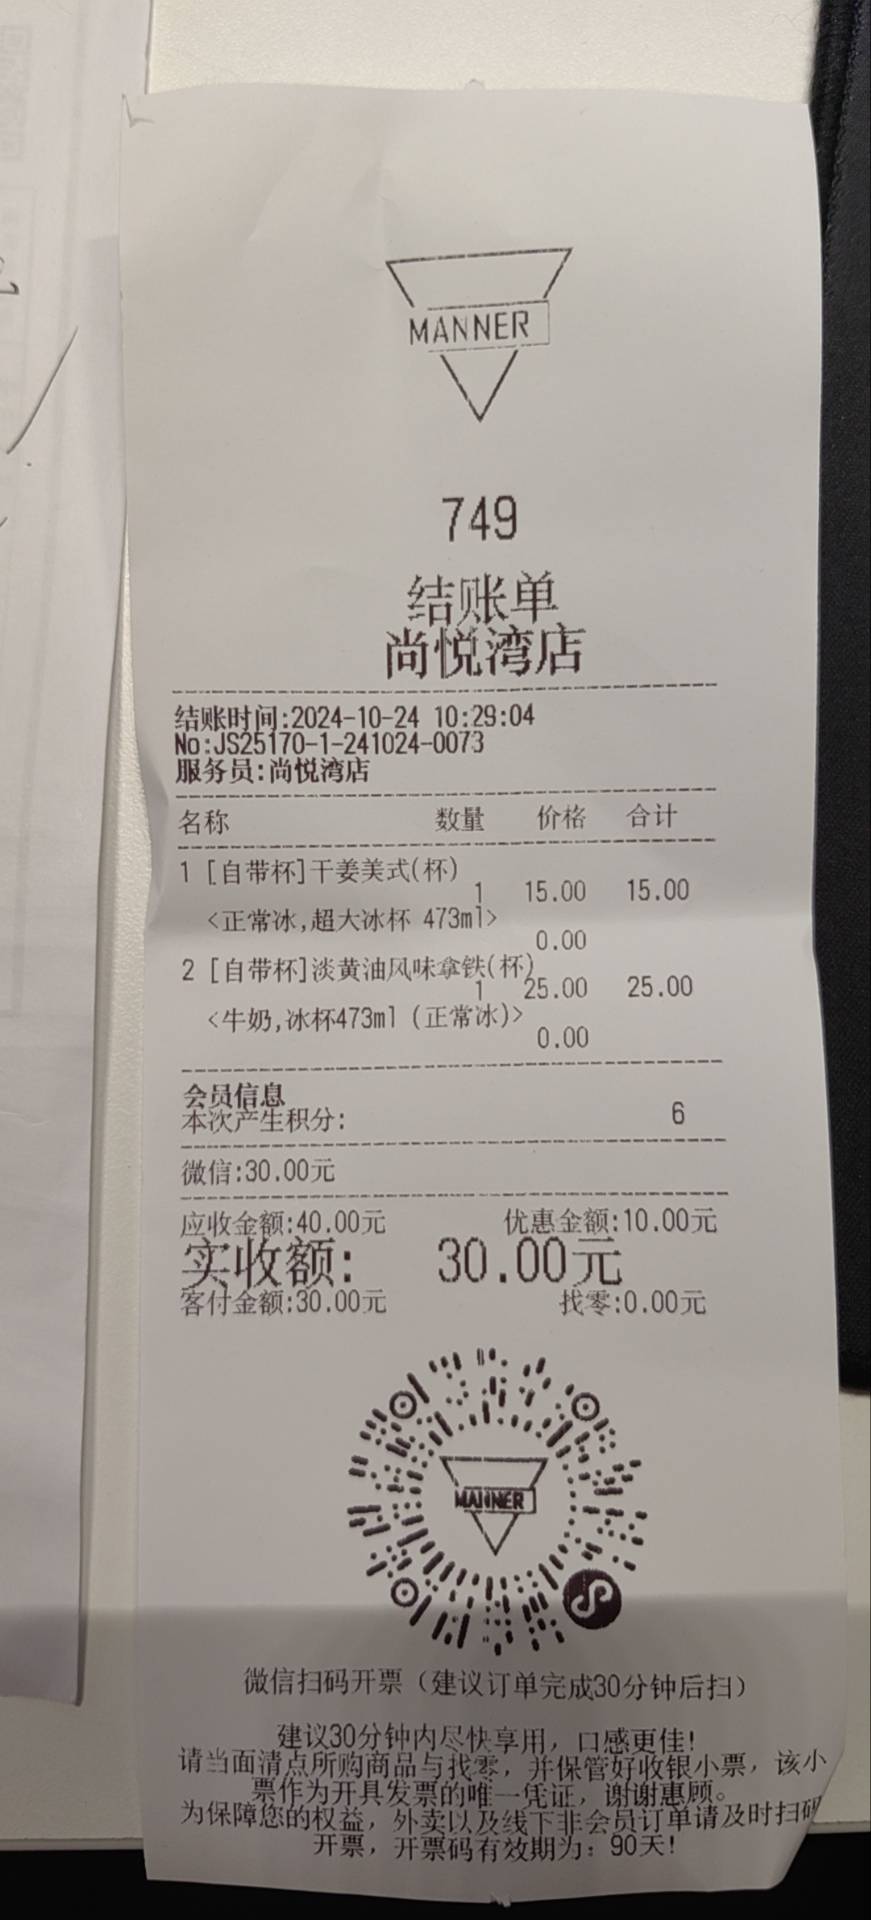 MANNER
749
结账单
尚悦湾店
结账时间:2024-10-24 10:29:04
No:JS25170-1-241024-0073
服务员:尚悦湾店
名称 数量 价格 合计
1 [自带杯]干姜美式(杯)
1 15.00 15.00
<正常冰,超大冰杯 473ml>
0.00
2 [自带杯]淡黄油风味拿铁(杯)
1 25.00 25.00
<牛奶,冰杯473ml (正常冰)>
0.00
会员信息
本次产生积分: 6
微信:30.00元
应收金额:40.00元 优惠金额:10.00元
实收额: 30.00元
客付金额:30.00元 找零:0.00元
MANNER
微信扫码开票（建议订单完成30分钟后扫）
建议30分钟内尽快享用，口感更佳!
请当面清点所购商品与找零，并保管好收银小票，该小
票作为开具发票的唯一凭证，谢谢惠顾。
为保障您的权益，外卖以及线下非会员订单请及时扫码
开票，开票码有效期为：90天!